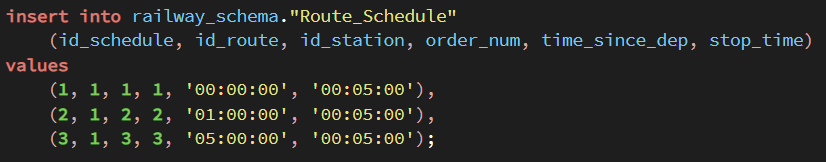 insert into railway_schema."Route_Schedule"
(id_schedule, id_route, id_station, order_num, time_since_dep, stop_time)
values
(1, 1, 1, 1, '00:00:00', '00:05:00'),
(2, 1, 2, 2, '01:00:00', '00:05:00'),
(3, 1, 3, 3, '05:00:00', '00:05:00');